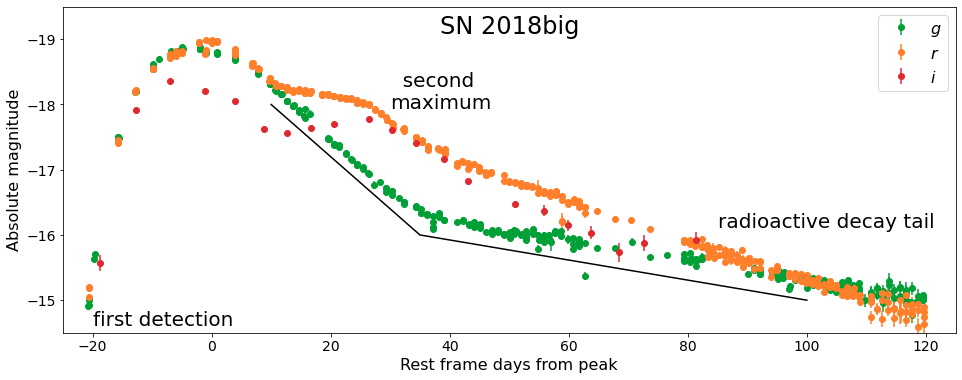 SN 2018big
g
r
i
second
maximum
radioactive decay tail
first detection
Absolute magnitude
−19
−18
−17
−16
−15
−20
0
20
40
60
80
100
120
Rest frame days from peak